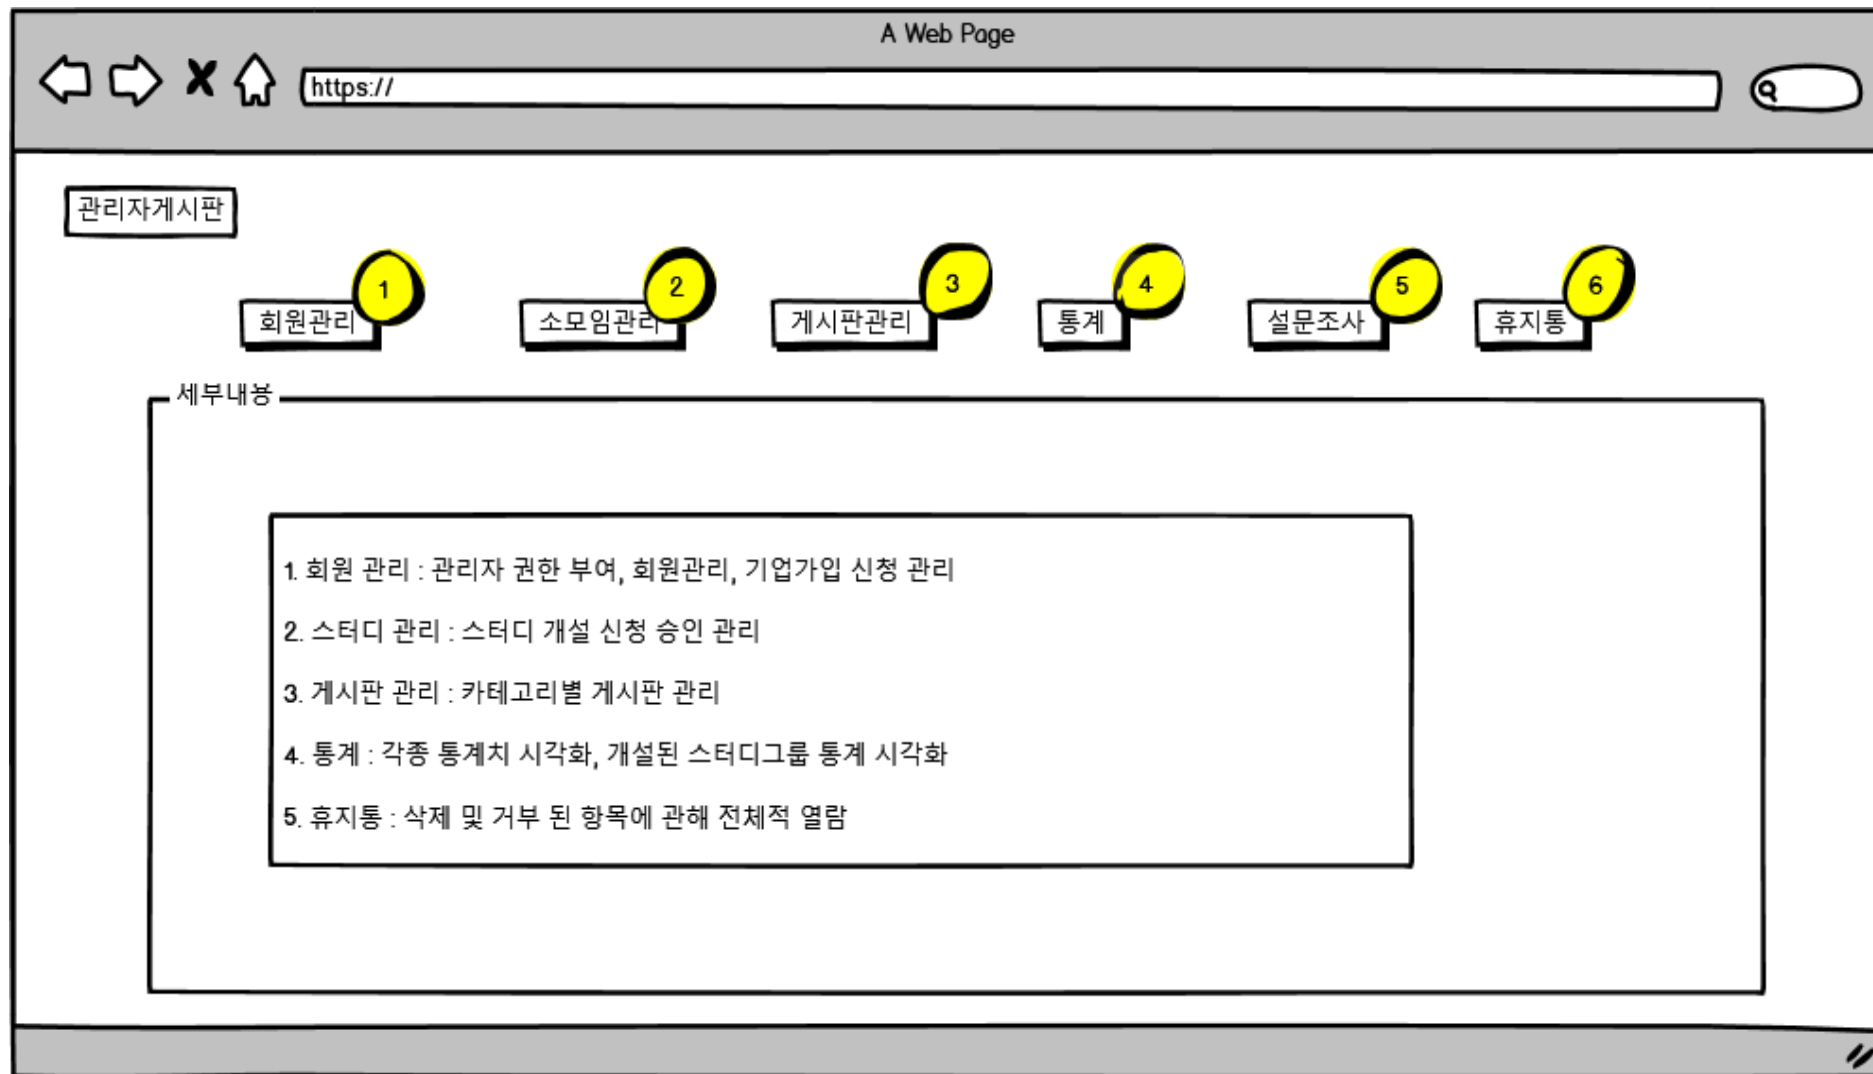 A Web Page
https://
관리자게시판
1
2
3
4
5
6
회원관리
소모임관리
게시판관리
통계
설문조사
휴지통
세부내용
1. 회원 관리 : 관리자 권한 부여, 회원관리, 기업가입 신청 관리
2. 스터디 관리 : 스터디 개설 신청 승인 관리
3. 게시판 관리 : 카테고리별 게시판 관리
4. 통계 : 각종 통계치 시각화, 개설된 스터디그룹 통계 시각화
5. 휴지통 : 삭제 및 거부 된 항목에 관해 전체적 열람